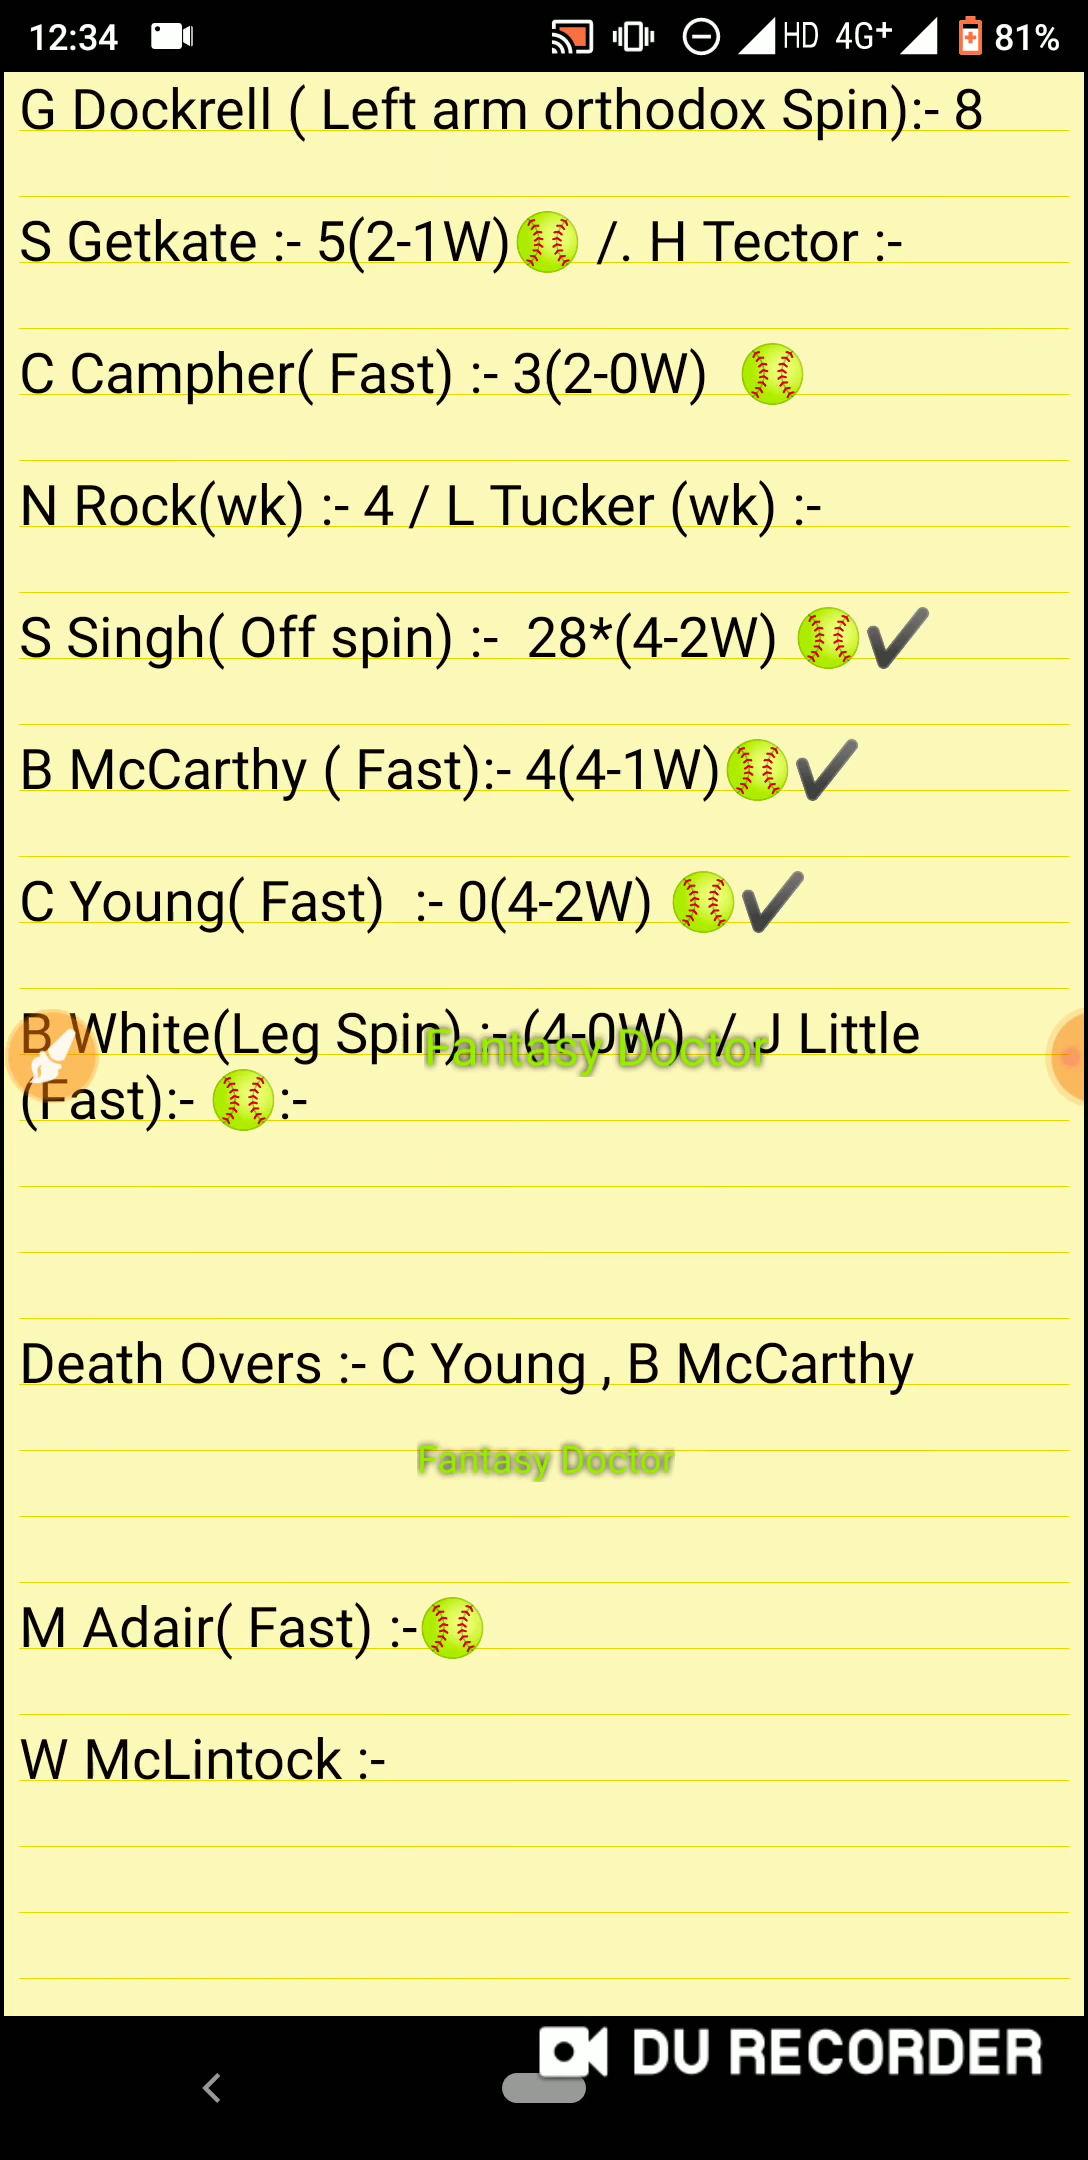 12:34 HD 4G+ 81%
G Dockrell ( Left arm orthodox Spin):- 8
S Getkate :- 5(2-1W)🥎 /. H Tector :-
C Campher( Fast) :- 3(2-0W) 🥎
N Rock(wk) :- 4 / L Tucker (wk) :-
S Singh( Off spin) :- 28*(4-2W) 🥎✔
B McCarthy ( Fast):- 4(4-1W)🥎✔
C Young( Fast) :- 0(4-2W) 🥎✔
B White(Leg Spin) :- (4-0W) / J Little
Fantasy Doctor
(Fast):- 🥎:-
Death Overs :- C Young , B McCarthy
Fantasy Doctor
M Adair( Fast) :-🥎
W McLintock :-
DU RECORDER